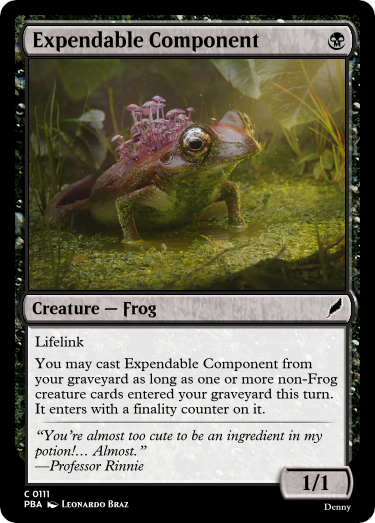 Expendable Component
Creature — Frog
Lifelink
You may cast Expendable Component from
your graveyard as long as one or more non-Frog
creature cards entered your graveyard this turn.
It enters with a finality counter on it.
“You’re almost too cute to be an ingredient in my
potion!… Almost.”
—Professor Rinnie
1/1
C 0111
PBA Leonardo Braz
Denny